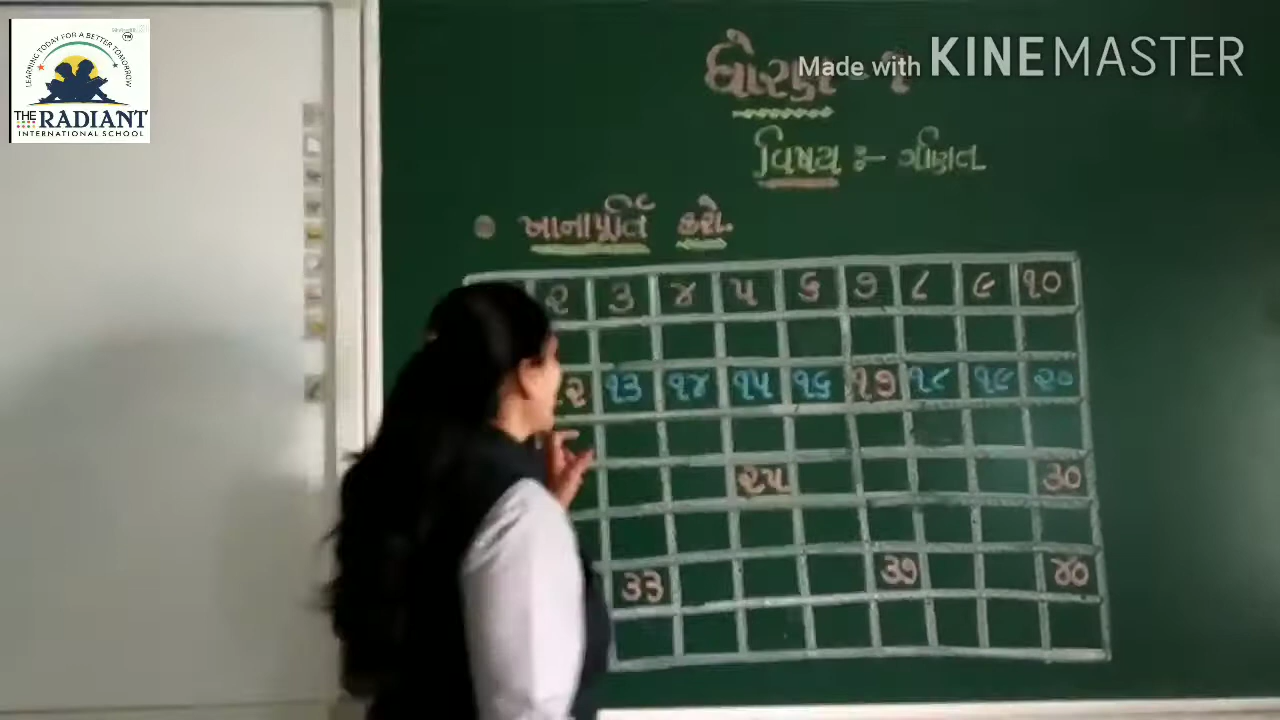 LEARNING TODAY FOR A BETTER TOMORROW
THE RADIANT
INTERNATIONAL SCHOOL
Made with KINEMASTER
ધોરણ
વિષય :- ગણિત
ખાનાપૂર્તિ કરો.
૨ ૩ ૪ ૫ ૬ ૭ ૮ ૯ ૧૦
૧૨ ૧૩ ૧૪ ૧૫ ૧૬ ૧૭ ૧૮ ૧૯ ૨૦
૨૫ ૩૦
૩૩ ૩૭ ૪૦